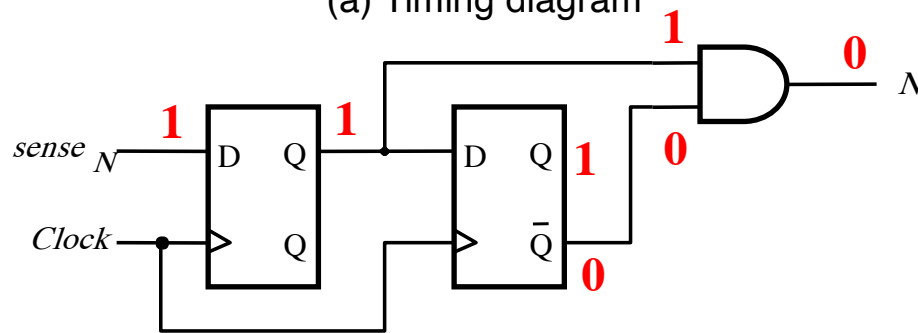 (a) Timing diagram
1 0
1 1 N
sense N D Q D Q 1 0
Clock Q Q̅
0